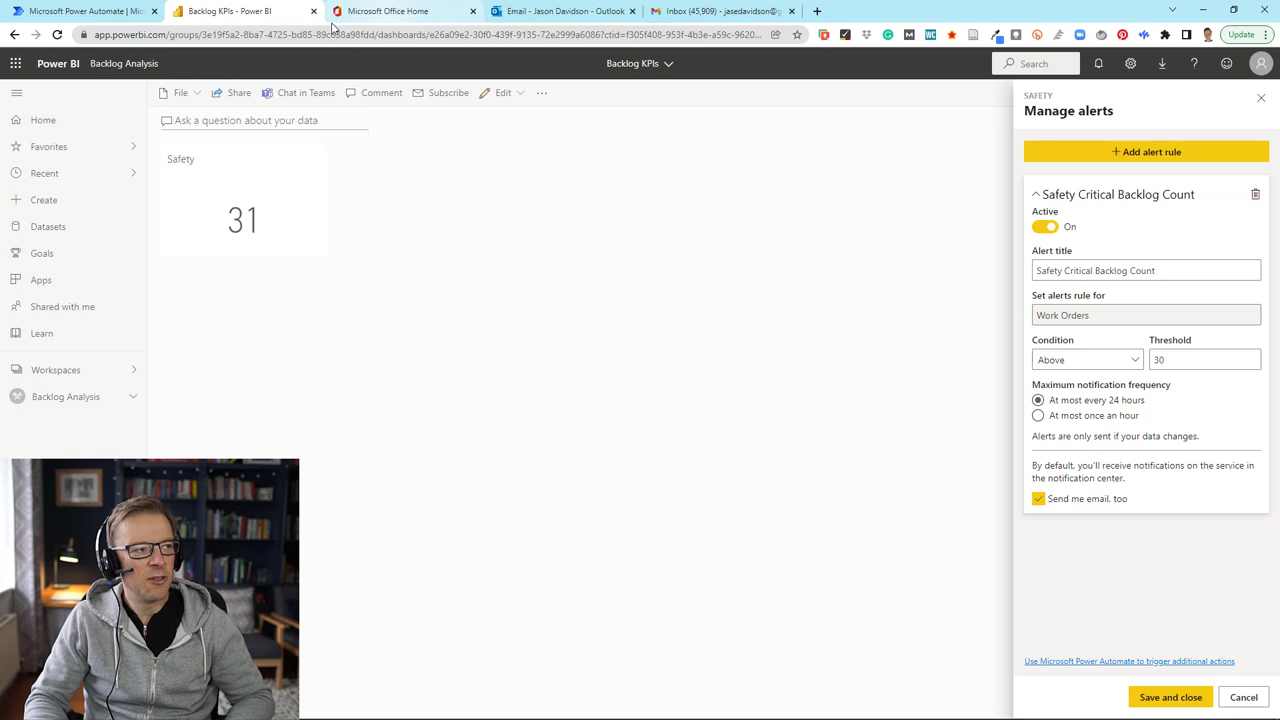 Microsoft Power Automate | Micr
Backlog KPIs - Power BI
Microsoft Office Home
Email - Jason Davidson - Outlook
Inbox (45,909) - jasedavidson@g
Update
Power BI
Backlog Analysis
Backlog KPIs
Search
File
Share
Chat in Teams
Comment
Subscribe
Edit
Ask a question about your data
Home
Favorites
Recent
Create
Datasets
Goals
Apps
Shared with me
Learn
Workspaces
Backlog Analysis
Safety
31
SAFETY
Manage alerts
+ Add alert rule
Safety Critical Backlog Count
Active
On
Alert title
Safety Critical Backlog Count
Set alerts rule for
Work Orders
Condition Threshold
Above 30
Maximum notification frequency
At most every 24 hours
At most once an hour
Alerts are only sent if your data changes.
By default, you'll receive notifications on the service in
the notification center.
Send me email, too
Use Microsoft Power Automate to trigger additional actions
Save and close Cancel